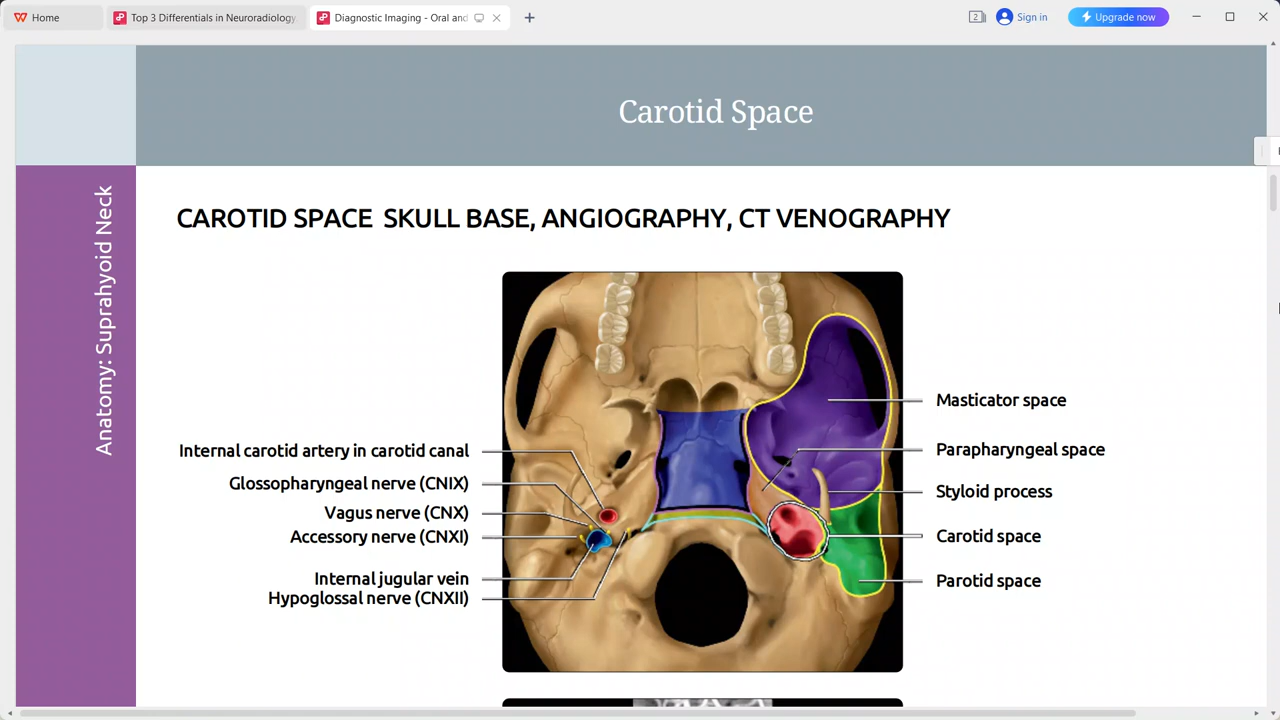 Home
Top 3 Differentials in Neuroradiology.
Diagnostic Imaging - Oral and
2
Sign in
Upgrade now
Carotid Space
Anatomy: Suprahyoid Neck
CAROTID SPACE SKULL BASE, ANGIOGRAPHY, CT VENOGRAPHY
Internal carotid artery in carotid canal
Glossopharyngeal nerve (CNIX)
Vagus nerve (CNX)
Accessory nerve (CNXI)
Internal jugular vein
Hypoglossal nerve (CNXII)
Masticator space
Parapharyngeal space
Styloid process
Carotid space
Parotid space